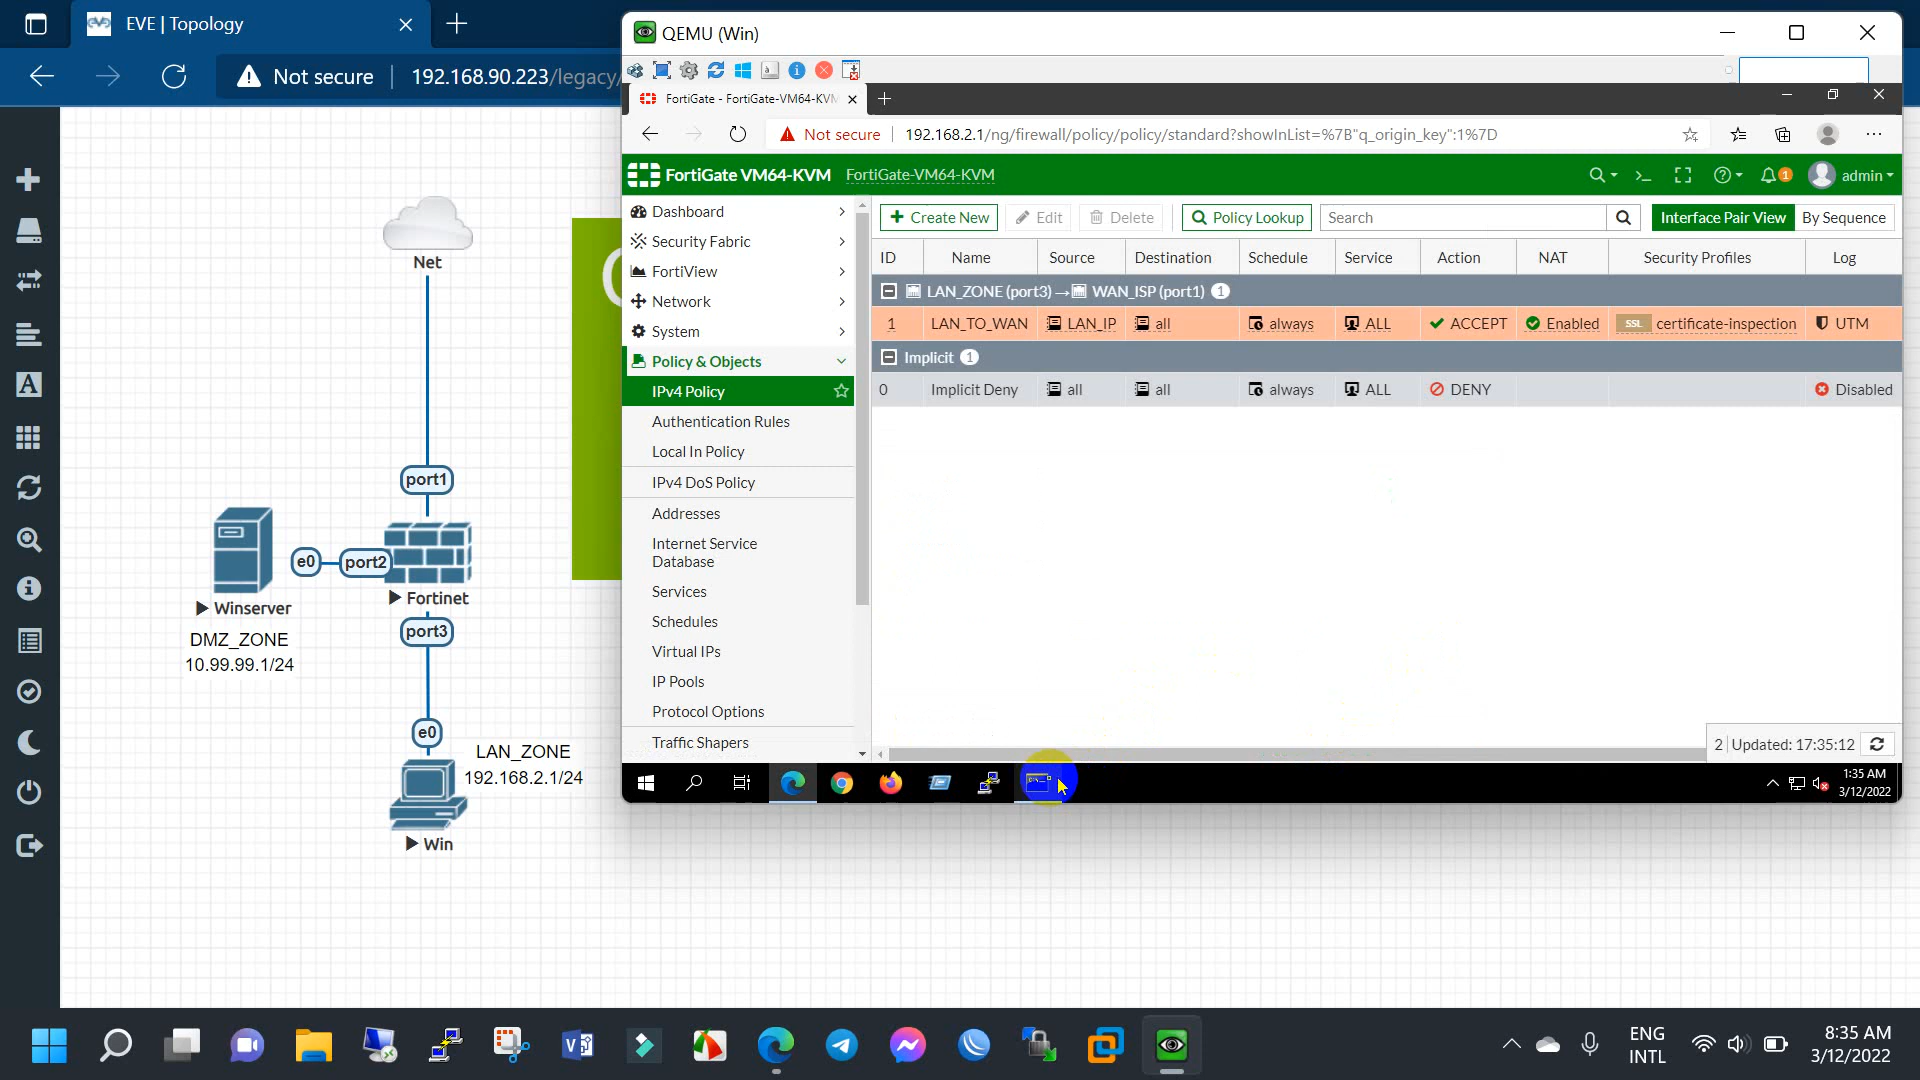 EVE | Topology
Not secure
192.168.90.223/legacy/
Net
port1
e0
port2
Fortinet
Winserver
DMZ_ZONE
10.99.99.1/24
port3
e0
LAN_ZONE
192.168.2.1/24
Win
QEMU (Win)
FortiGate - FortiGate-VM64-KVM
Not secure
192.168.2.1/ng/firewall/policy/policy/standard?showInList=%7B"q_origin_key":1%7D
FortiGate VM64-KVM
FortiGate-VM64-KVM
1
admin
Dashboard
Security Fabric
FortiView
Network
System
Policy & Objects
IPv4 Policy
Authentication Rules
Local In Policy
IPv4 DoS Policy
Addresses
Internet Service
Database
Services
Schedules
Virtual IPs
IP Pools
Protocol Options
Traffic Shapers
Create New
Edit
Delete
Policy Lookup
Search
Interface Pair View
By Sequence
ID Name Source Destination Schedule Service Action NAT Security Profiles Log
LAN_ZONE (port3) → WAN_ISP (port1) 1
1 LAN_TO_WAN LAN_IP all always ALL ACCEPT Enabled SSL certificate-inspection UTM
Implicit 1
0 Implicit Deny all all always ALL DENY Disabled
2 Updated: 17:35:12
1:35 AM
3/12/2022
ENG
INTL
8:35 AM
3/12/2022